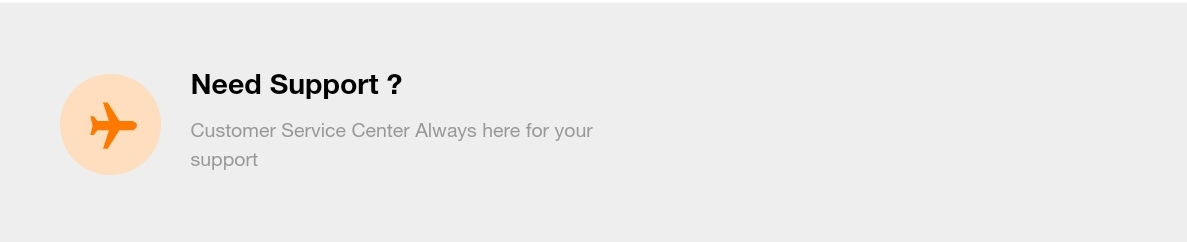 Need Support ?
Customer Service Center Always here for your
support